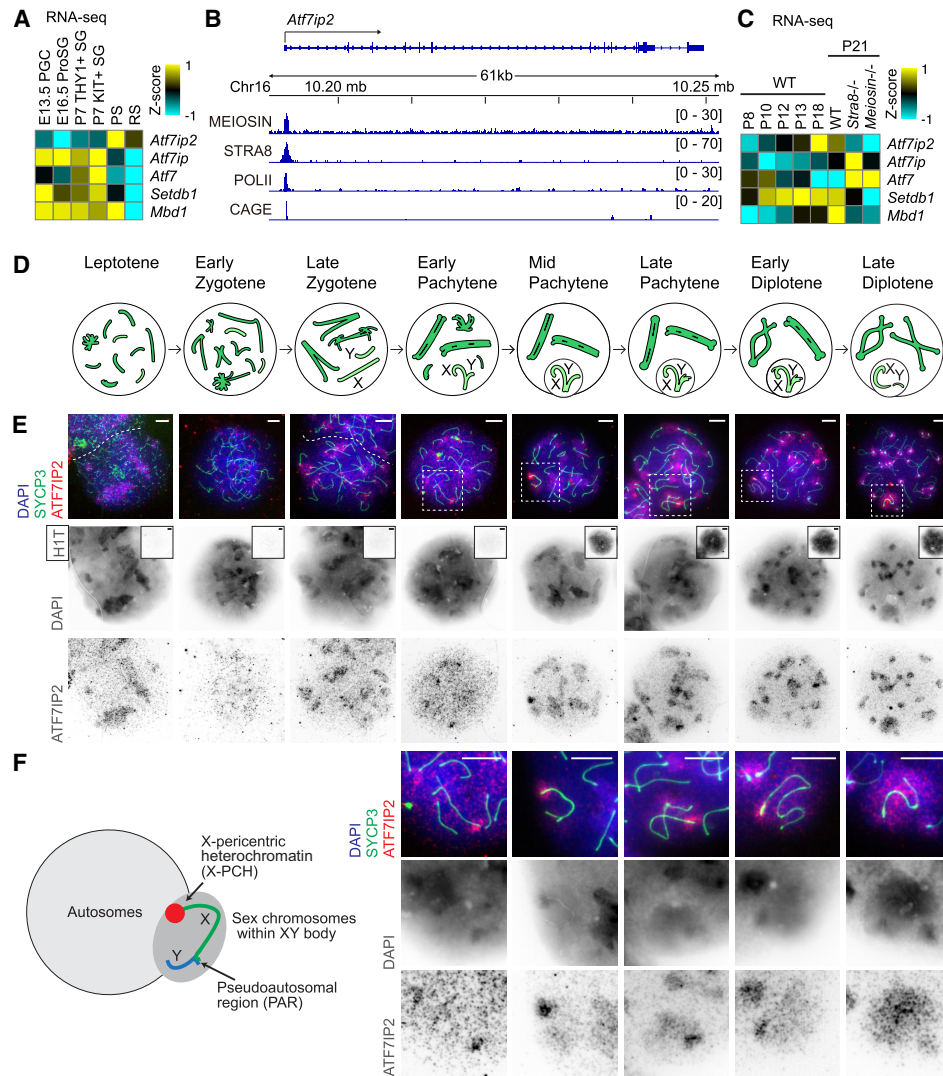 A
RNA-seq
E13.5 PGC
E16.5 ProSG
P7 THY1+ SG
P7 KIT+ SG
PS
RS
Z-score
1
-1
Atf7ip2
Atf7ip
Atf7
Setdb1
Mbd1
B
Atf7ip2
61kb
Chr16
10.20 mb
10.25 mb
MEIOSIN
[0 - 30]
STRA8
[0 - 70]
POLII
[0 - 30]
CAGE
[0 - 20]
C
RNA-seq
P21
WT
P8
P10
P12
P13
P18
WT
Stra8-/-
Meiosin-/-
Z-score
1
-1
Atf7ip2
Atf7ip
Atf7
Setdb1
Mbd1
D
Leptotene
Early Zygotene
Late Zygotene
Early Pachytene
Mid Pachytene
Late Pachytene
Early Diplotene
Late Diplotene
Y
X
X
Y
X
Y
X
Y
X
Y
X
Y
E
DAPI
SYCP3
ATF7IP2
H1T
DAPI
ATF7IP2
F
X-pericentric
heterochromatin
(X-PCH)
Autosomes
X
Y
Sex chromosomes
within XY body
Pseudoautosomal
region (PAR)
DAPI
SYCP3
ATF7IP2
DAPI
ATF7IP2